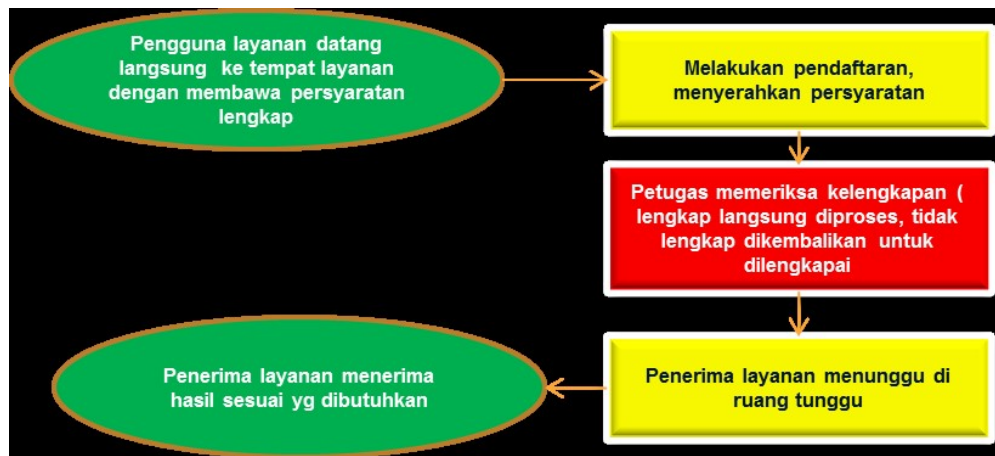 Pengguna layanan datang
langsung ke tempat layanan
dengan membawa persyaratan
lengkap
Melakukan pendaftaran,
menyerahkan persyaratan
Petugas memeriksa kelengkapan (
lengkap langsung diproses, tidak
lengkap dikembalikan untuk
dilengkapai
Penerima layanan menunggu di
ruang tunggu
Penerima layanan menerima
hasil sesuai yg dibutuhkan